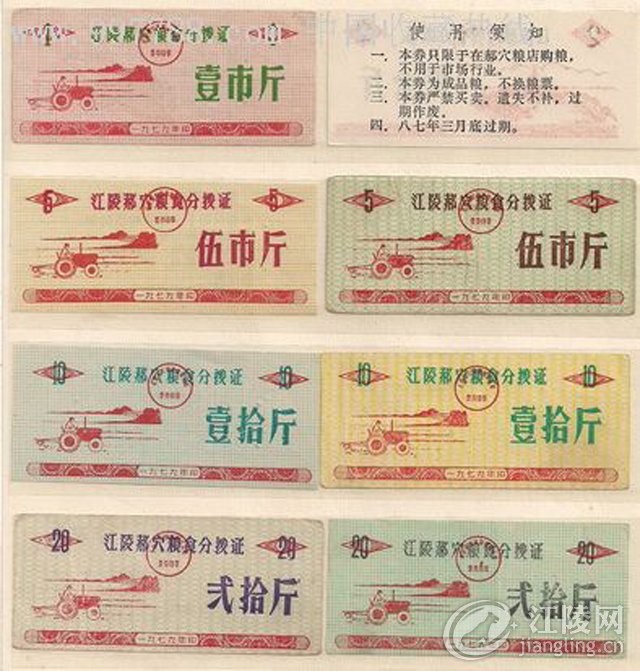 江陵郝穴粮食分拨证
壹市斤
一九七九年印
使用须知
一．本券只限于在郝穴粮店购粮，
不用于市场行业。
二．本券为成品粮，不换粮票。
三．本券严禁买卖，遗失不补，过
期作废。
四．八七年三月底过期。
5 江陵郝穴粮食分拨证 5
伍市斤
一九七九年印
5 江陵郝穴粮食分拨证 5
伍市斤
一九七九年印
10 江陵郝穴粮食分拨证 10
壹拾斤
一九七九年印
10 江陵郝穴粮食分拨证 10
壹拾斤
一九七九年印
20 江陵郝穴粮食分拨证 20
贰拾斤
一九七九年印
20 江陵郝穴粮食分拨证 20
贰拾斤
一九七九
江陵网
jiangling.cn